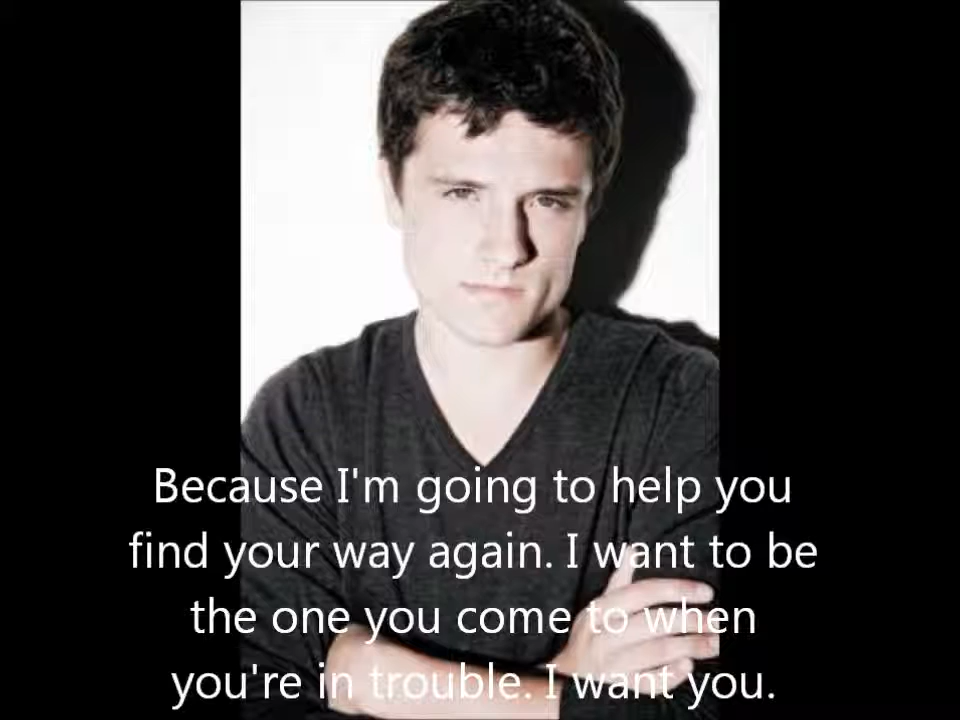 Because I'm going to help you
find your way again. I want to be
the one you come to when
you're in trouble. I want you.